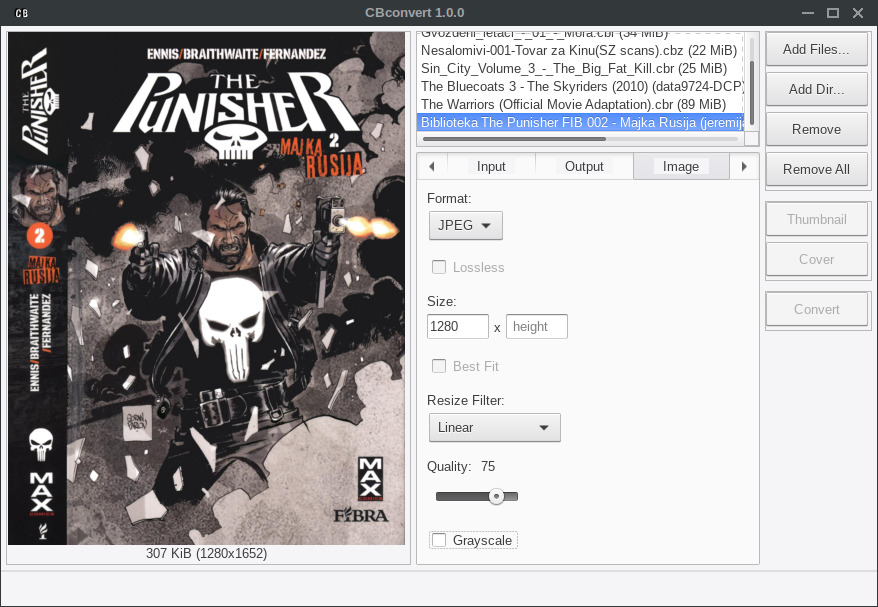 CB
CBconvert 1.0.0
ENNIS/BRAITHWAITE/FERNANDEZ
THE
PUNISHER
MAJKA 2.
RUSIJA
THE
PUNISHER
2
MAJKA
RUSIJA
ENNIS/BRAITHWAITE
/FERNANDEZ
MAX
COMICS
GORAN
PARLOV
MAX
COMICS
FIBRA
307 KiB (1280x1652)
Gvozdeni_letaci_-_01_-_Mora.cbr (34 MiB)
Nesalomivi-001-Tovar za Kinu(SZ scans).cbz (22 MiB)
Sin_City_Volume_3_-_The_Big_Fat_Kill.cbr (25 MiB)
The Bluecoats 3 - The Skyriders (2010) (data9724-DCP)
The Warriors (Official Movie Adaptation).cbr (89 MiB)
Biblioteka The Punisher FIB 002 - Majka Rusija (jeremij
Input
Output
Image
Format:
JPEG
Lossless
Size:
1280 x height
Best Fit
Resize Filter:
Linear
Quality: 75
Grayscale
Add Files...
Add Dir...
Remove
Remove All
Thumbnail
Cover
Convert